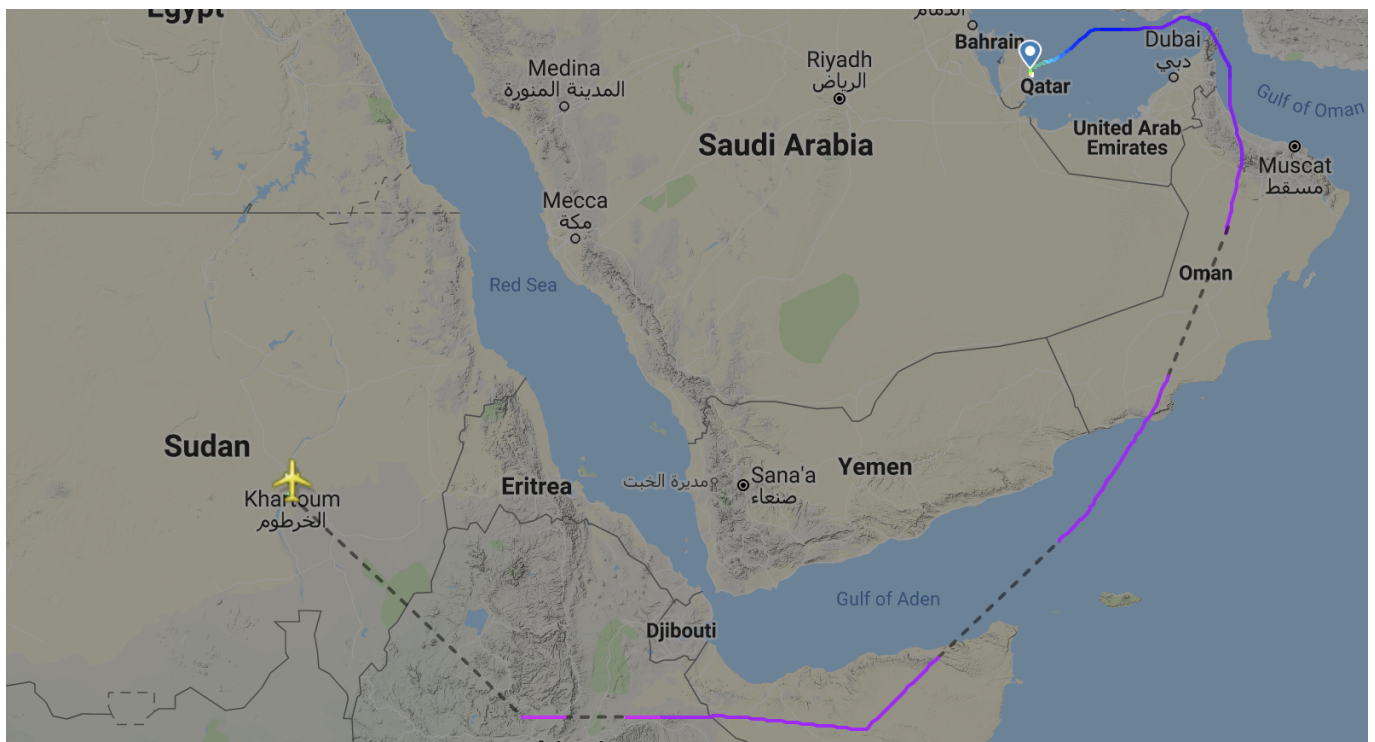 Egypt
الدمام
Bahrain
Dubai
دبي
Qatar
Medina
المدينة المنورة
Riyadh
الرياض
Gulf of Oman
United Arab
Emirates
Saudi Arabia
Muscat
مسقط
Mecca
مكة
Red Sea
Oman
Sudan
Khartoum
الخرطوم
Eritrea
مديرية الخبت
Sana'a
صنعاء
Yemen
Gulf of Aden
Djibouti